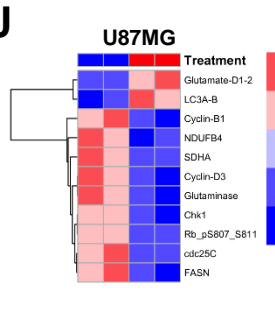 U
U87MG
Treatment
Glutamate-D1-2
LC3A-B
Cyclin-B1
NDUFB4
SDHA
Cyclin-D3
Glutaminase
Chk1
Rb_pS807_S811
cdc25C
FASN